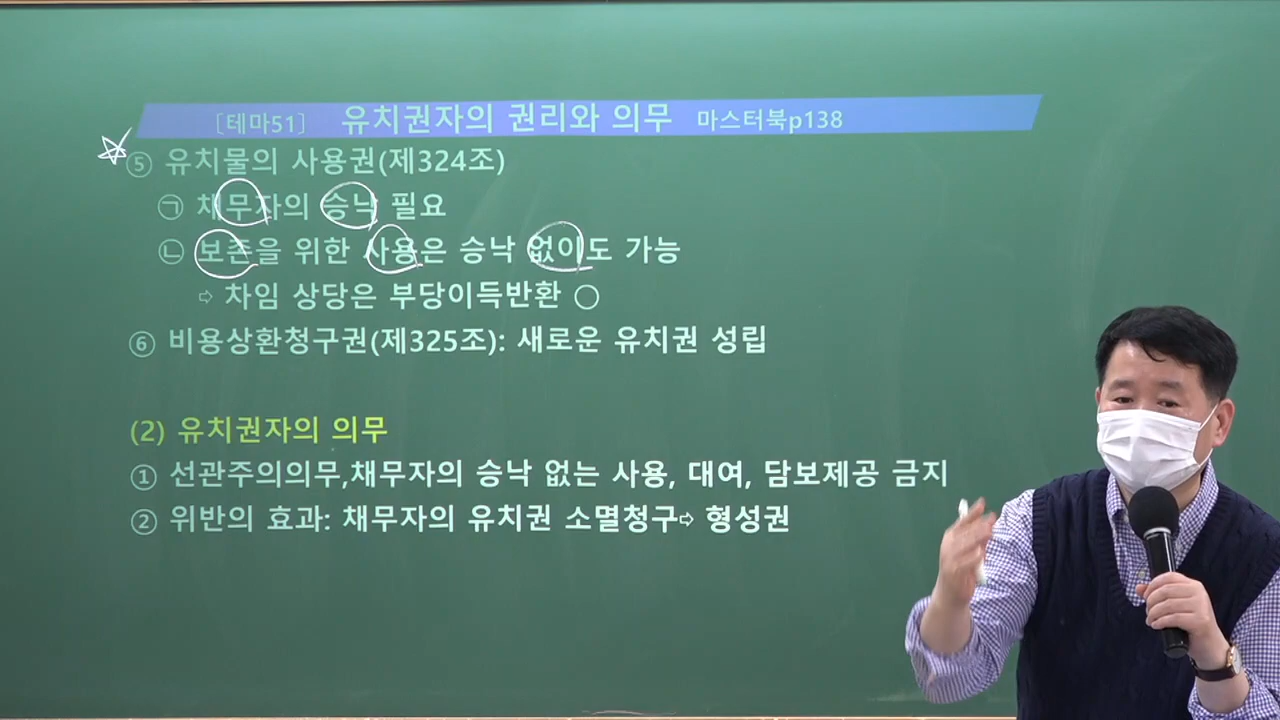 [테마51] 유치권자의 권리와 의무 마스터북p138
⑤ 유치물의 사용권(제324조)
㉠ 채무자의 승낙 필요
㉡ 보존을 위한 사용은 승낙 없이도 가능
⇨ 차임 상당은 부당이득반환 ○
⑥ 비용상환청구권(제325조): 새로운 유치권 성립
(2) 유치권자의 의무
① 선관주의의무,채무자의 승낙 없는 사용, 대여, 담보제공 금지
② 위반의 효과: 채무자의 유치권 소멸청구⇨ 형성권